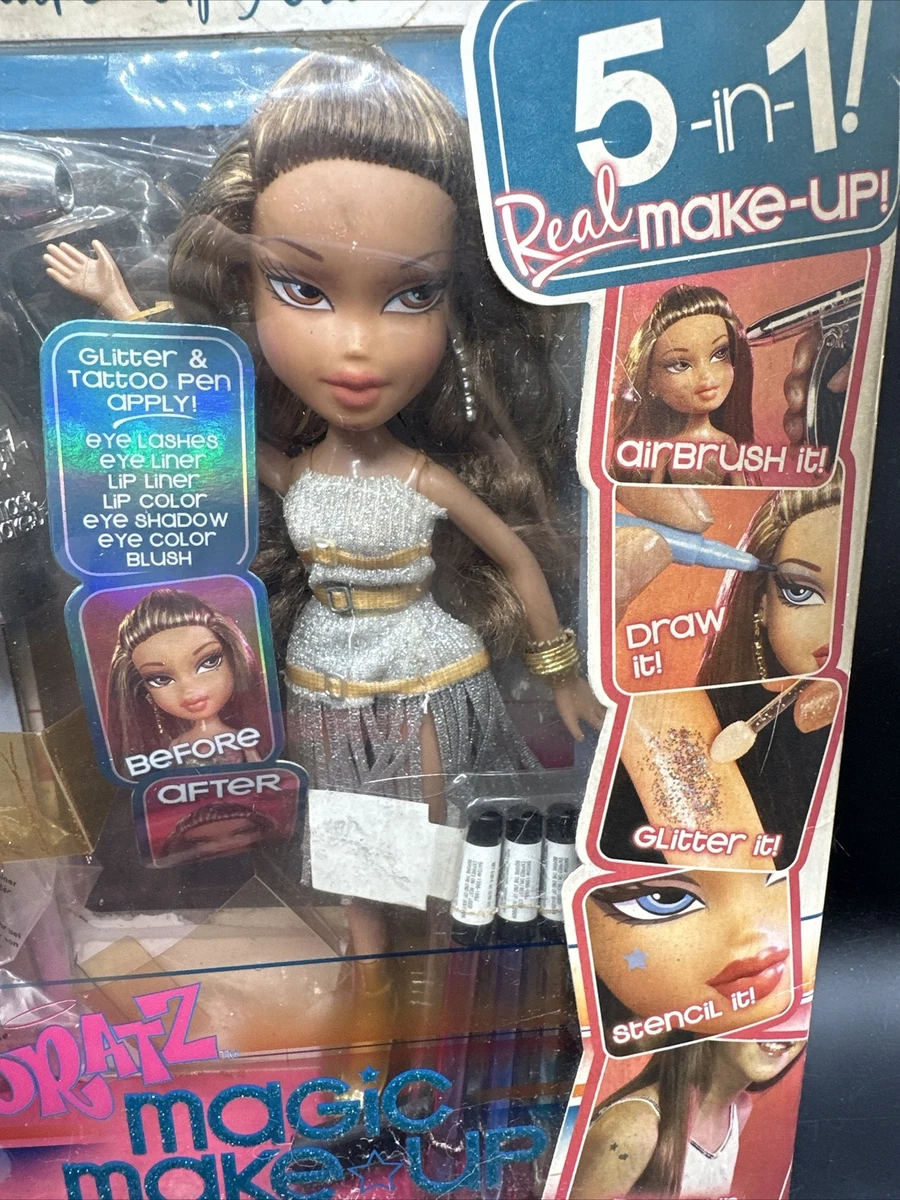 5-in-1!
Real make-up!
Glitter &
Tattoo Pen
apply!
eye lashes
eye liner
lip liner
lip color
eye shadow
eye color
blush
before
after
airbrush it!
Draw
it!
Glitter it!
stencil it!
BRATZ
magic
make☆up